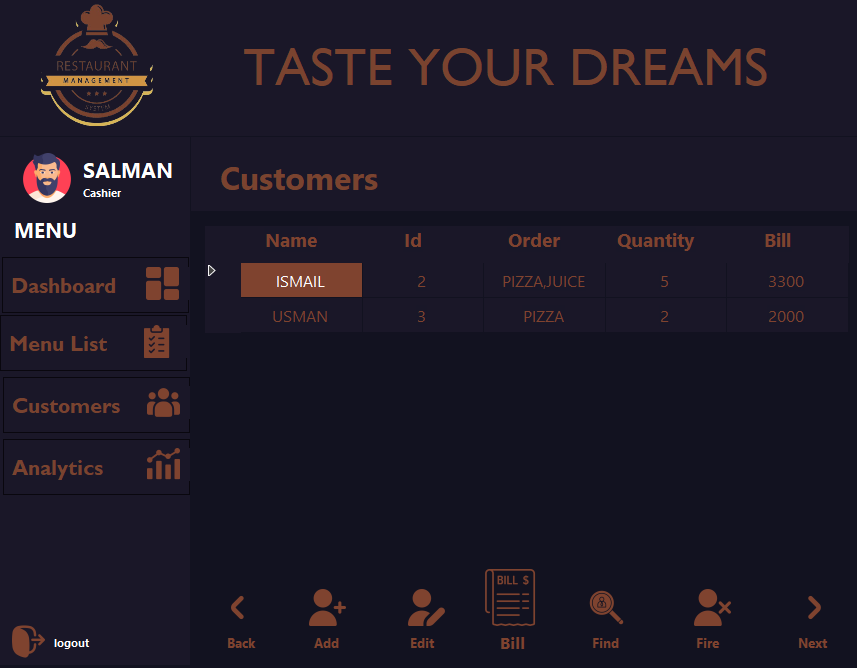 RESTAURANT
MANAGEMENT
SYSTEM
TASTE YOUR DREAMS
SALMAN
Cashier
MENU
Dashboard
Menu List
Customers
Analytics
logout
Customers
Name Id Order Quantity Bill
ISMAIL 2 PIZZA,JUICE 5 3300
USMAN 3 PIZZA 2 2000
BILL $
Back Add Edit Bill Find Fire Next